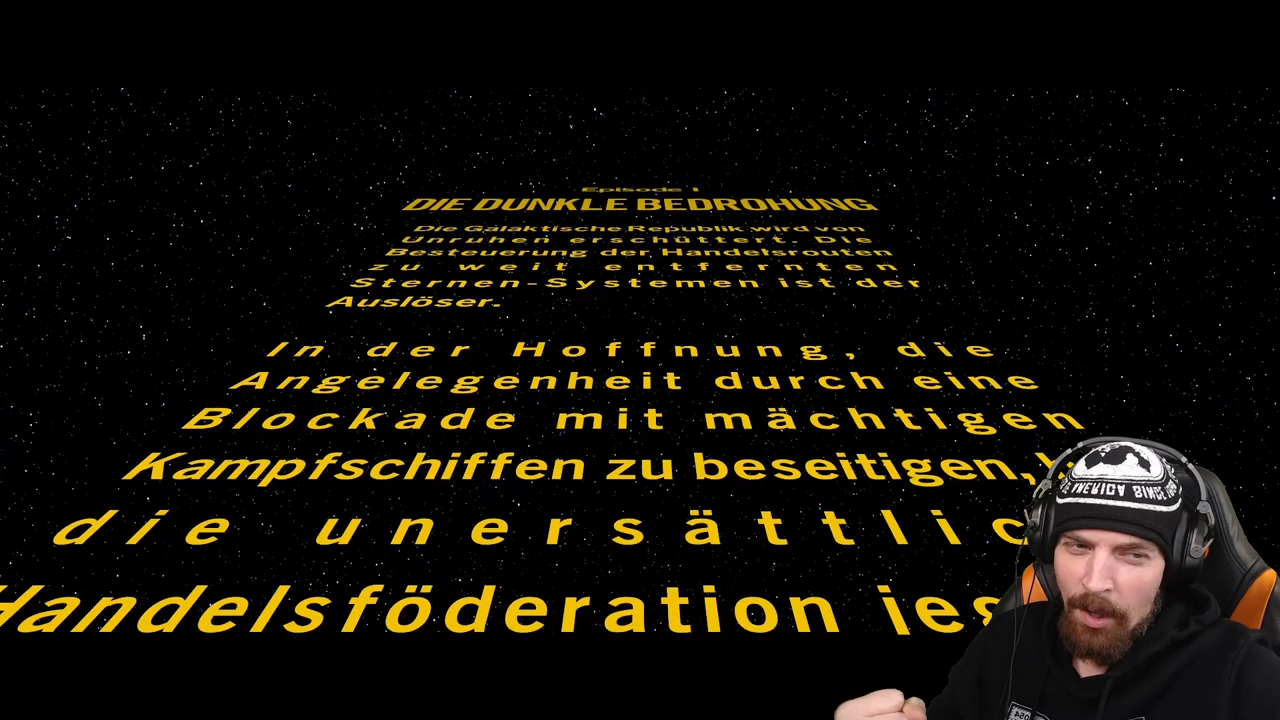 Episode I
DIE DUNKLE BEDROHUNG
Die Galaktische Republik wird von
Unruhen erschüttert. Die
Besteuerung der Handelsrouten
zu weit entfernten
Sternen-Systemen ist der
Auslöser.
In der Hoffnung, die
Angelegenheit durch eine
Blockade mit mächtigen
Kampfschiffen zu beseitigen,
die
Handelsföderation